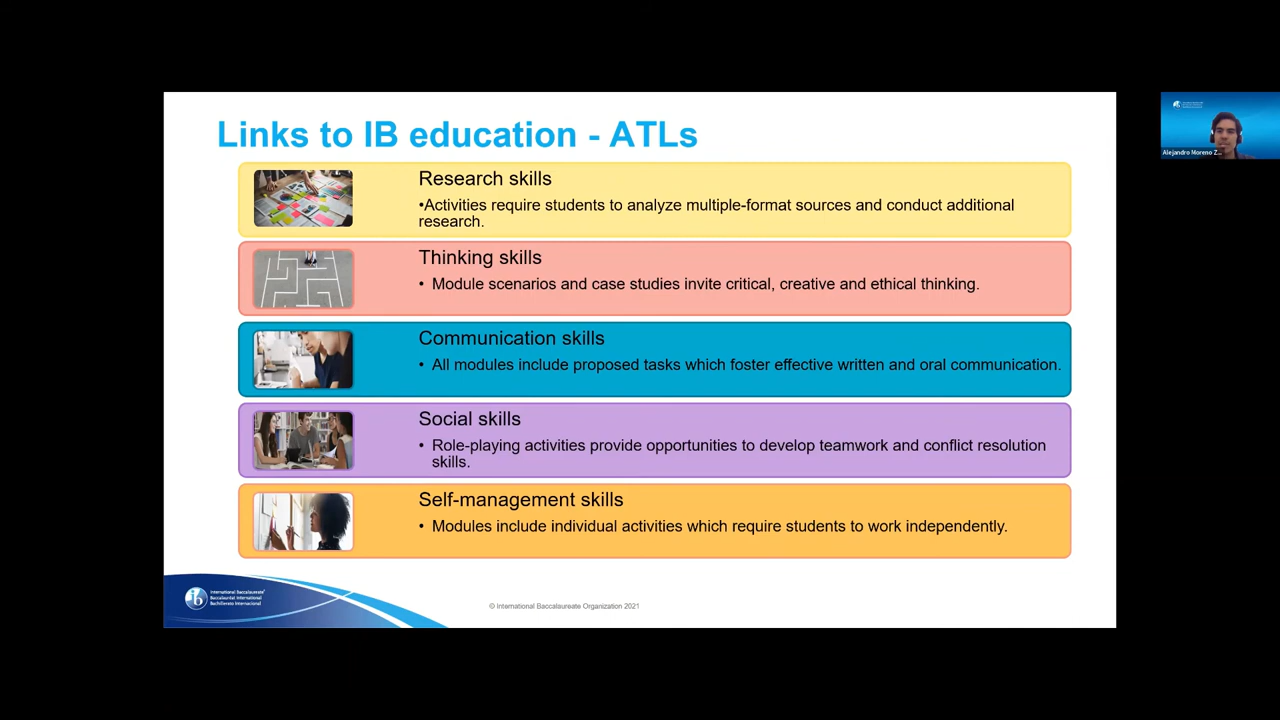 Links to IB education - ATLs
Research skills
•Activities require students to analyze multiple-format sources and conduct additional
research.
Thinking skills
• Module scenarios and case studies invite critical, creative and ethical thinking.
Communication skills
• All modules include proposed tasks which foster effective written and oral communication.
Social skills
• Role-playing activities provide opportunities to develop teamwork and conflict resolution
skills.
Self-management skills
• Modules include individual activities which require students to work independently.
International Baccalaureate
Baccalauréat International
Bachillerato Internacional
© International Baccalaureate Organization 2021
Alejandro Moreno Z...